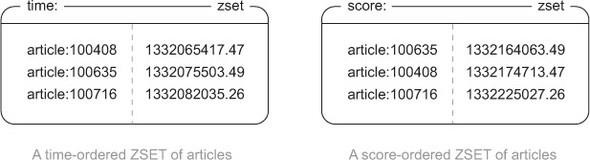 time: zset
article:100408 1332065417.47
article:100635 1332075503.49
article:100716 1332082035.26
A time-ordered ZSET of articles
score: zset
article:100635 1332164063.49
article:100408 1332174713.47
article:100716 1332225027.26
A score-ordered ZSET of articles